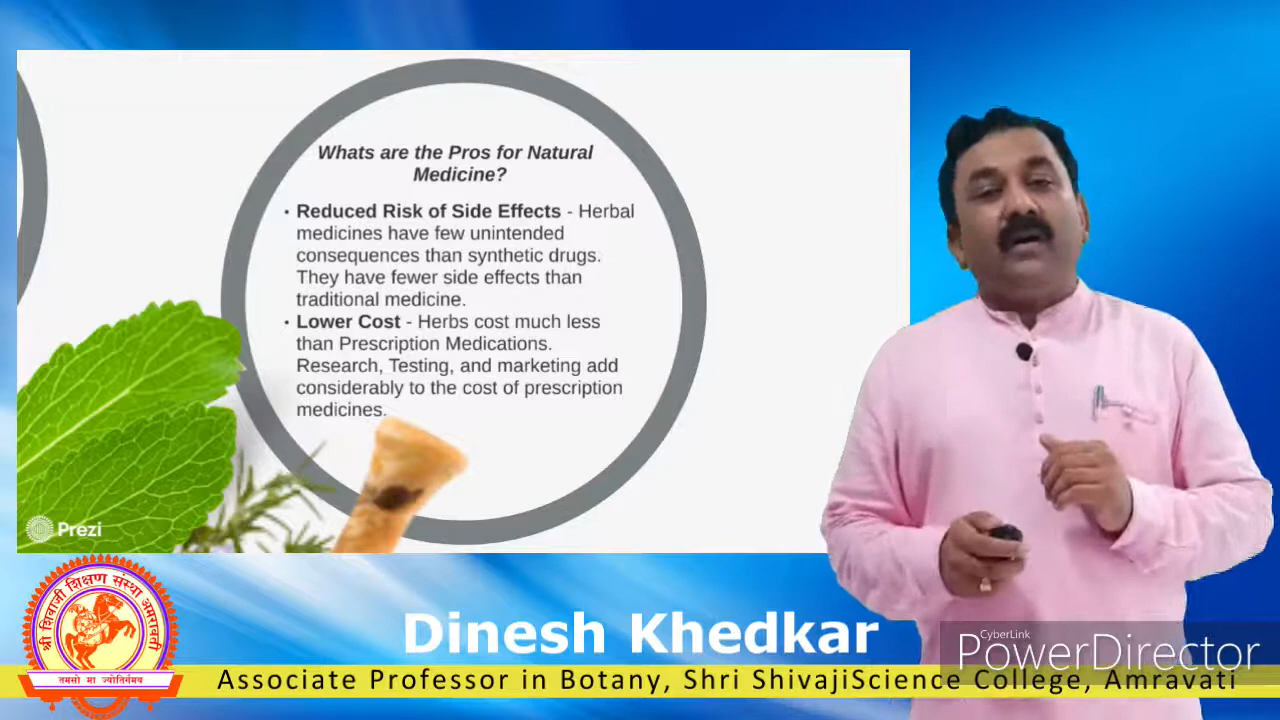 Whats are the Pros for Natural
Medicine?
• Reduced Risk of Side Effects - Herbal
medicines have few unintended
consequences than synthetic drugs.
They have fewer side effects than
traditional medicine.
• Lower Cost - Herbs cost much less
than Prescription Medications.
Research, Testing, and marketing add
considerably to the cost of prescription
medicines.
Prezi
श्री शिवाजी शिक्षण संस्था अमरावती
तमसो मा ज्योतिर्गमय
Dinesh Khedkar
CyberLink
PowerDirector
Associate Professor in Botany, Shri ShivajiScience College, Amravati